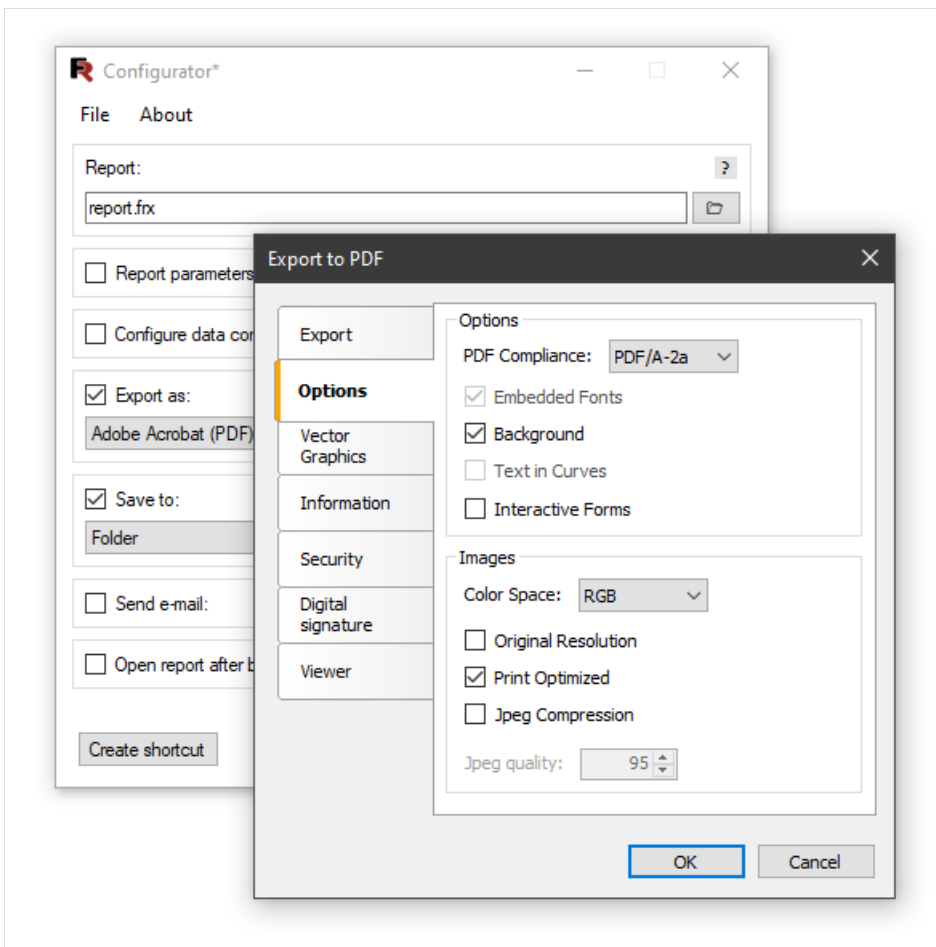 Configurator*
File About
Report:
?
report.frx
Report parameters
Configure data con
Export as:
Adobe Acrobat (PDF)
Save to:
Folder
Send e-mail:
Open report after b
Create shortcut
Export to PDF
Export
Options
Vector
Graphics
Information
Security
Digital
signature
Viewer
Options
PDF Compliance: PDF/A-2a
Embedded Fonts
Background
Text in Curves
Interactive Forms
Images
Color Space: RGB
Original Resolution
Print Optimized
Jpeg Compression
Jpeg quality: 95
OK Cancel